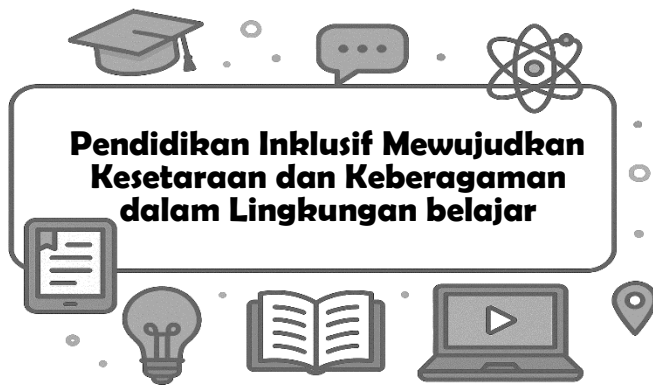 Pendidikan Inklusif Mewujudkan
Kesetaraan dan Keberagaman
dalam Lingkungan belajar